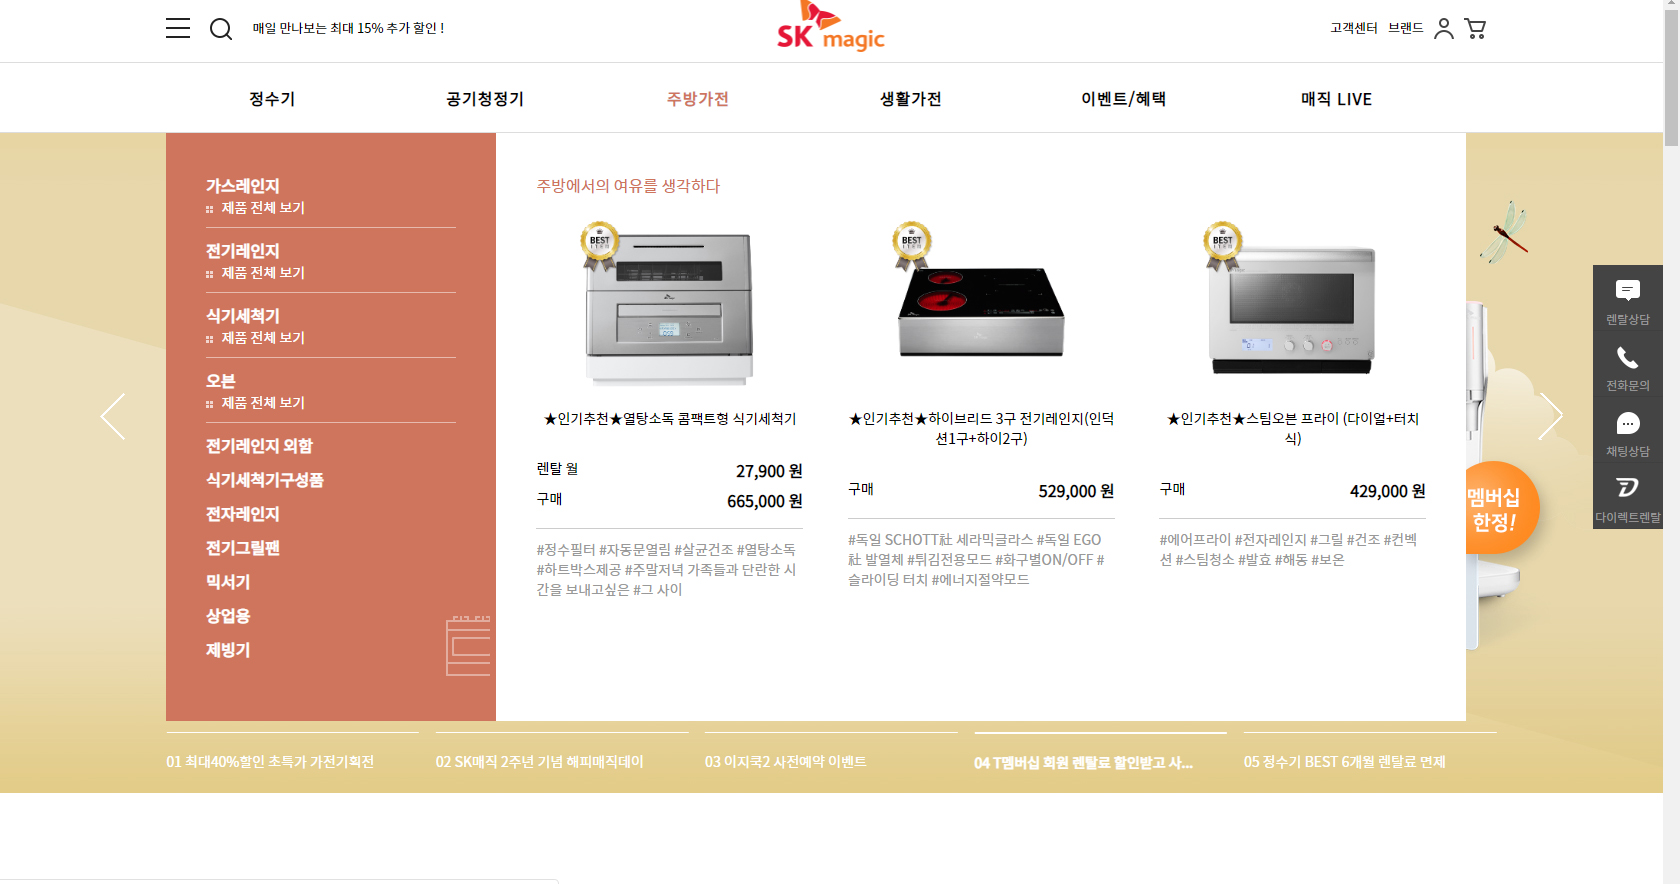 매일 만나보는 최대 15% 추가 할인 !
SK magic
고객센터 브랜드
정수기 공기청정기 주방가전 생활가전 이벤트/혜택 매직 LIVE
가스레인지
제품 전체 보기
전기레인지
제품 전체 보기
식기세척기
제품 전체 보기
오븐
제품 전체 보기
전기레인지 외함
식기세척기구성품
전자레인지
전기그릴팬
믹서기
상업용
제빙기
주방에서의 여유를 생각하다
BEST
★인기추천★열탕소독 콤팩트형 식기세척기
렌탈 월 27,900 원
구매 665,000 원
#정수필터 #자동문열림 #살균건조 #열탕소독
#하트박스제공 #주말저녁 가족들과 단란한 시
간을 보내고싶은 #그 사이
BEST
★인기추천★하이브리드 3구 전기레인지(인덕
션1구+하이2구)
구매 529,000 원
#독일 SCHOTT社 세라믹글라스 #독일 EGO
社 발열체 #튀김전용모드 #화구별ON/OFF #
슬라이딩 터치 #에너지절약모드
BEST
★인기추천★스팀오븐 프라이 (다이얼+터치
식)
구매 429,000 원
#에어프라이 #전자레인지 #그릴 #건조 #컨벡
션 #스팀청소 #발효 #해동 #보온
멤버십
한정!
렌탈상담
전화문의
채팅상담
다이렉트렌탈
01 최대40%할인 초특가 가전기획전
02 SK매직 2주년 기념 해피매직데이
03 이지쿡2 사전예약 이벤트
04 T멤버십 회원 렌탈로 할인받고 사...
05 정수기 BEST 6개월 렌탈료 면제